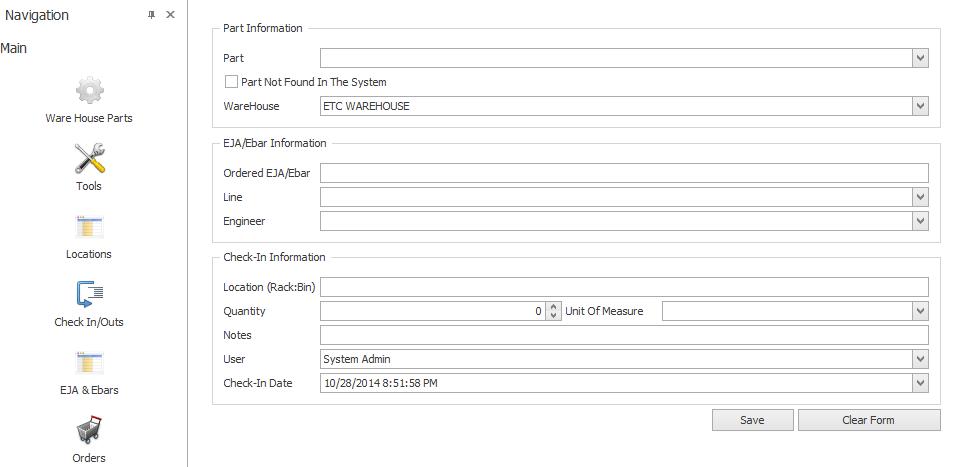 Navigation
Main
Ware House Parts
Tools
Locations
Check In/Outs
EJA & Ebars
Orders
Part Information
Part
Part Not Found In The System
WareHouse ETC WAREHOUSE
EJA/Ebar Information
Ordered EJA/Ebar
Line
Engineer
Check-In Information
Location (Rack:Bin)
Quantity 0 Unit Of Measure
Notes
User System Admin
Check-In Date 10/28/2014 8:51:58 PM
Save Clear Form